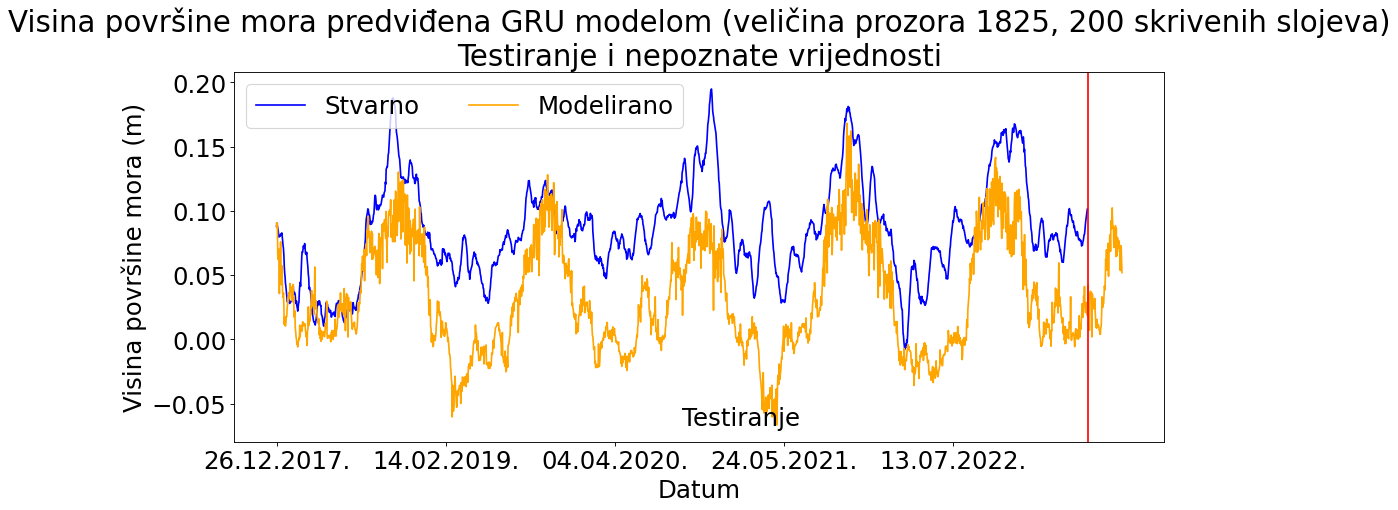 Visina površine mora predviđena GRU modelom (veličina prozora 1825, 200 skrivenih slojeva)
Testiranje i nepoznate vrijednosti
Stvarno
Modelirano
Visina površine mora (m)
0.20
0.15
0.10
0.05
0.00
−0.05
Testiranje
26.12.2017.
14.02.2019.
04.04.2020.
24.05.2021.
13.07.2022.
Datum